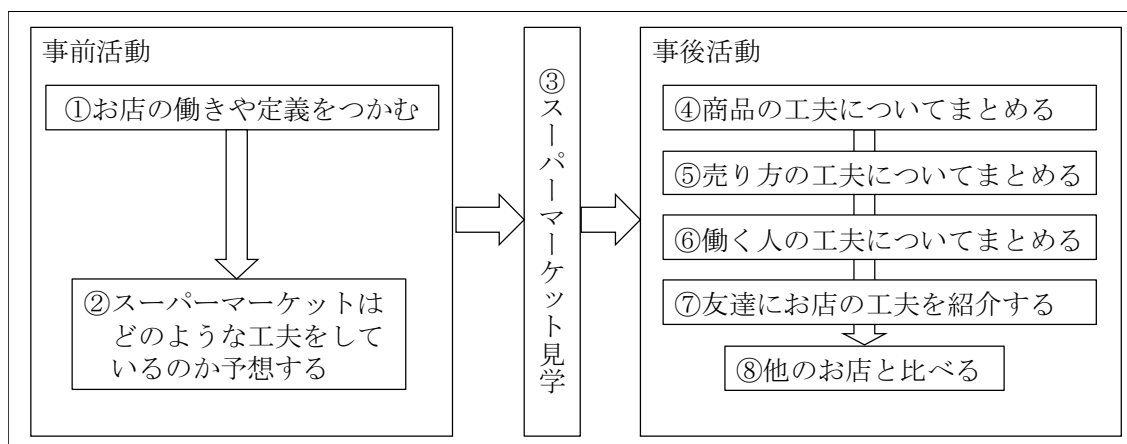 事前活動
①お店の働きや定義をつかむ
②スーパーマーケットは
どのような工夫をして
いるのか予想する
③スーパーマーケット見学
事後活動
④商品の工夫についてまとめる
⑤売り方の工夫についてまとめる
⑥働く人の工夫についてまとめる
⑦友達にお店の工夫を紹介する
⑧他のお店と比べる